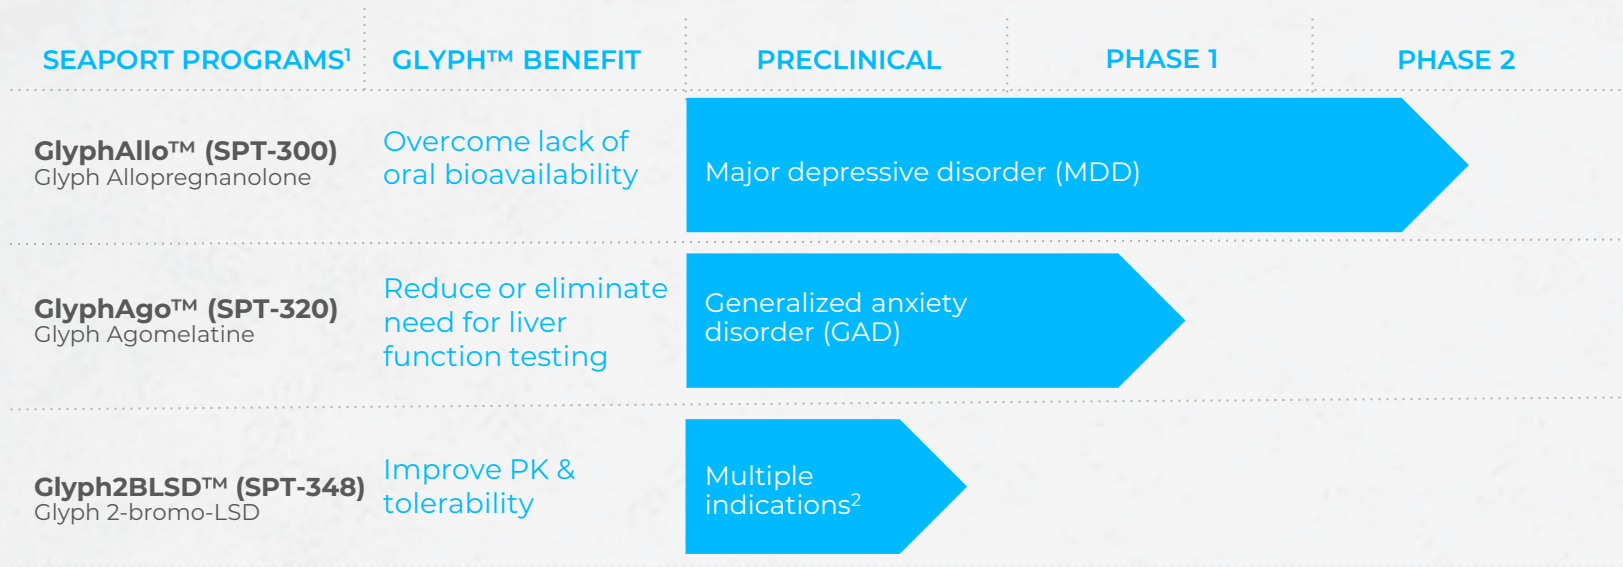 SEAPORT PROGRAMS¹ GLYPH™ BENEFIT PRECLINICAL PHASE 1 PHASE 2
GlyphAllo™ (SPT-300)
Glyph Allopregnanolone
Overcome lack of
oral bioavailability
Major depressive disorder (MDD)
GlyphAgo™ (SPT-320)
Glyph Agomelatine
Reduce or eliminate
need for liver
function testing
Generalized anxiety
disorder (GAD)
Glyph2BLSD™ (SPT-348)
Glyph 2-bromo-LSD
Improve PK &
tolerability
Multiple
indications²